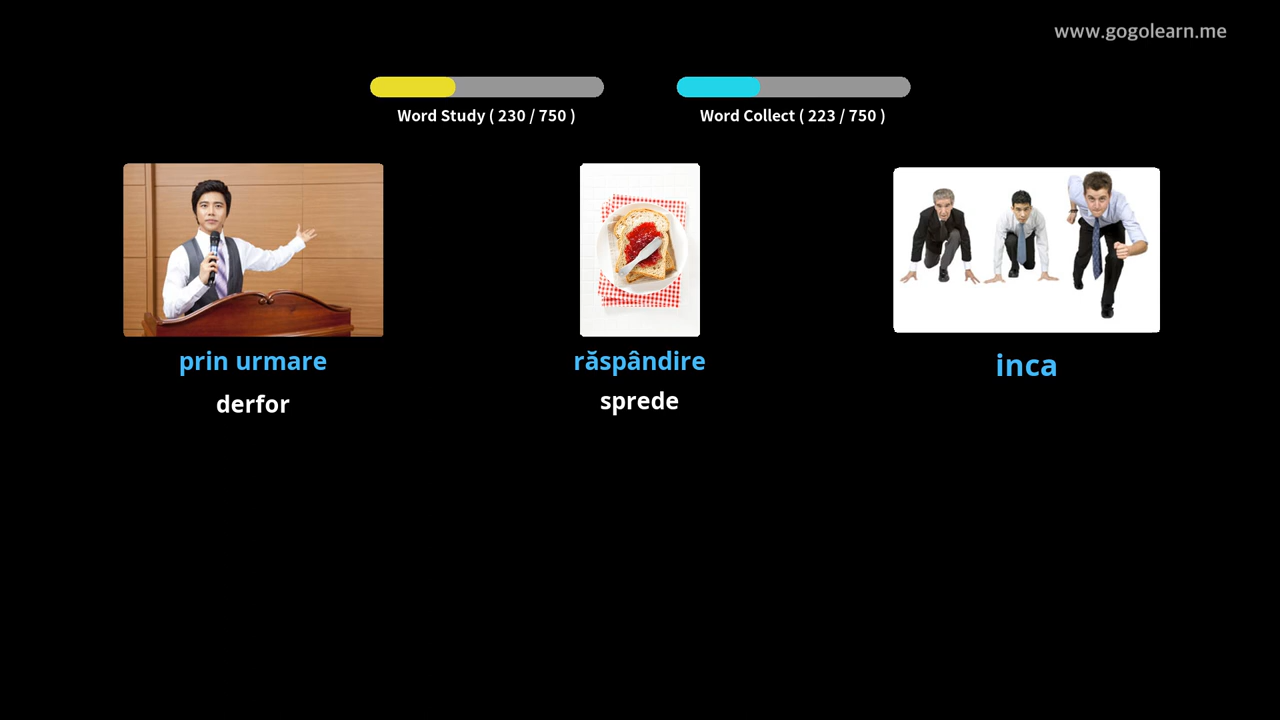 www.gogolearn.me
Word Study ( 230 / 750 )
Word Collect ( 223 / 750 )
prin urmare
răspândire
inca
derfor
sprede